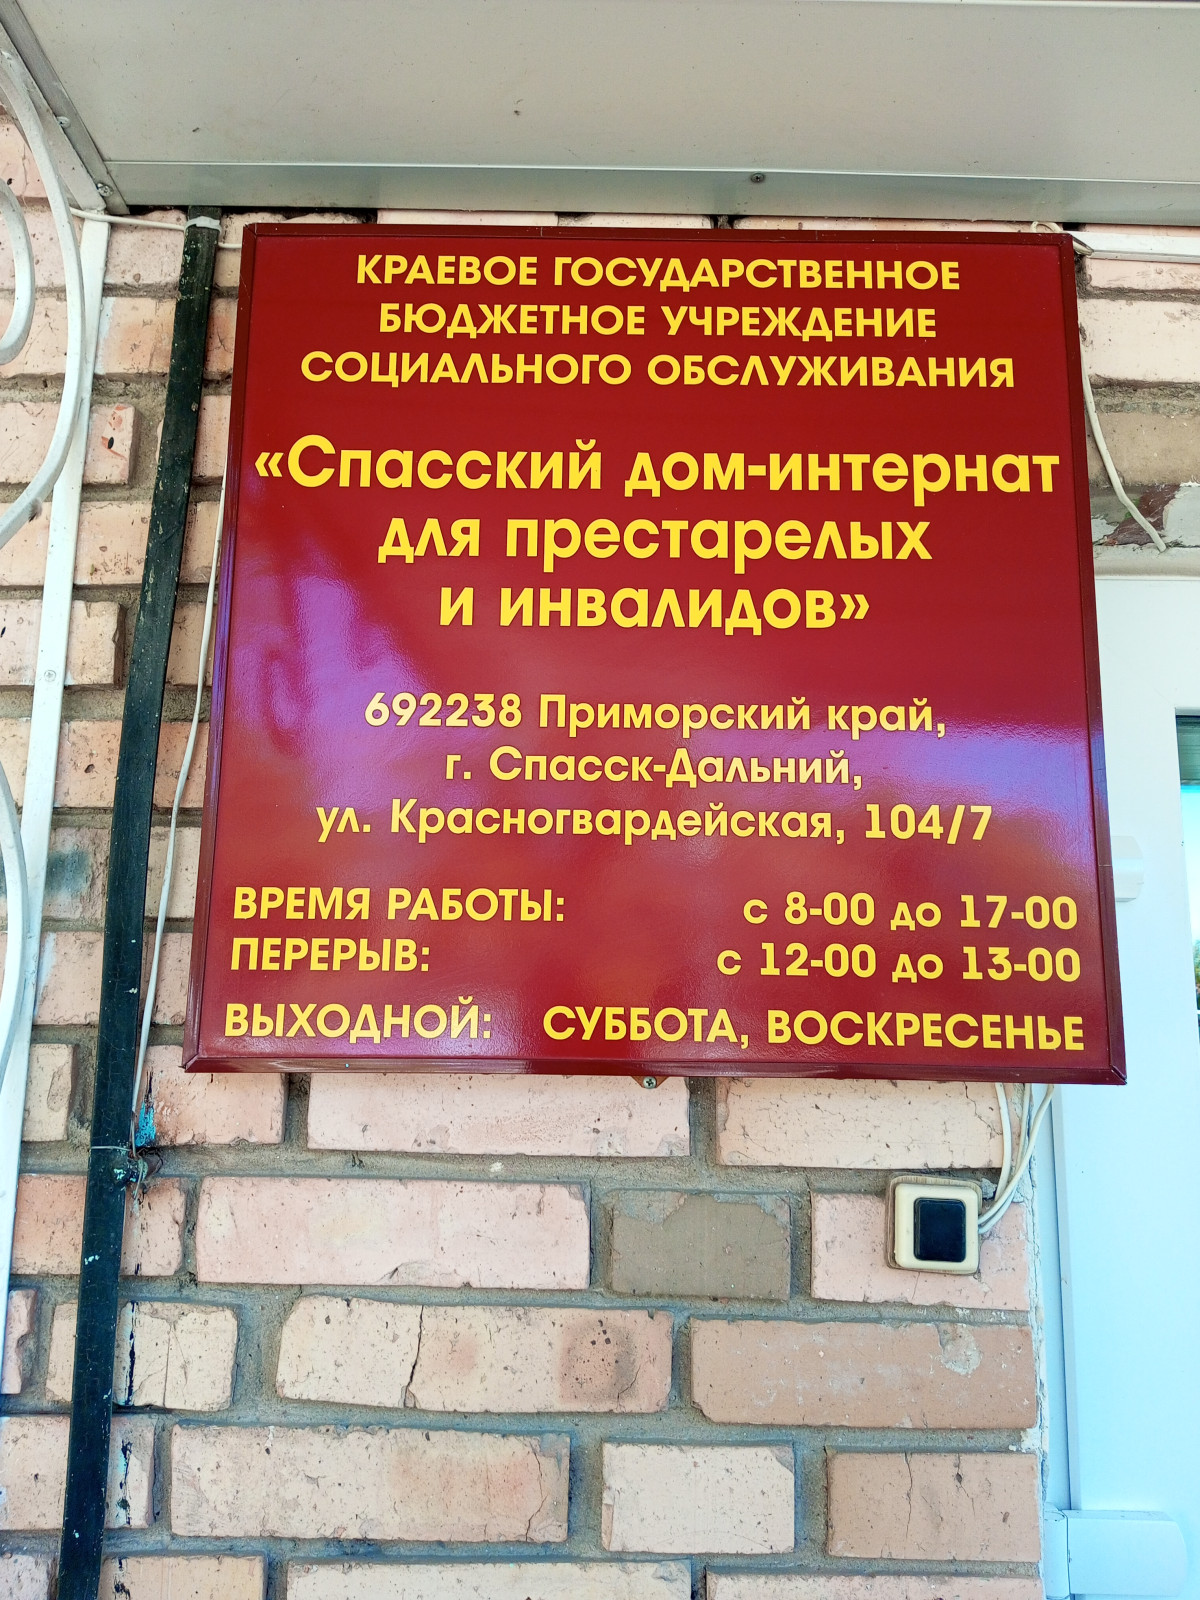 КРАЕВОЕ ГОСУДАРСТВЕННОЕ
БЮДЖЕТНОЕ УЧРЕЖДЕНИЕ
СОЦИАЛЬНОГО ОБСЛУЖИВАНИЯ
«Спасский дом-интернат
для престарелых
и инвалидов»
692238 Приморский край,
г. Спасск-Дальний,
ул. Красногвардейская, 104/7
ВРЕМЯ РАБОТЫ: с 8-00 до 17-00
ПЕРЕРЫВ: с 12-00 до 13-00
ВЫХОДНОЙ: СУББОТА, ВОСКРЕСЕНЬЕ